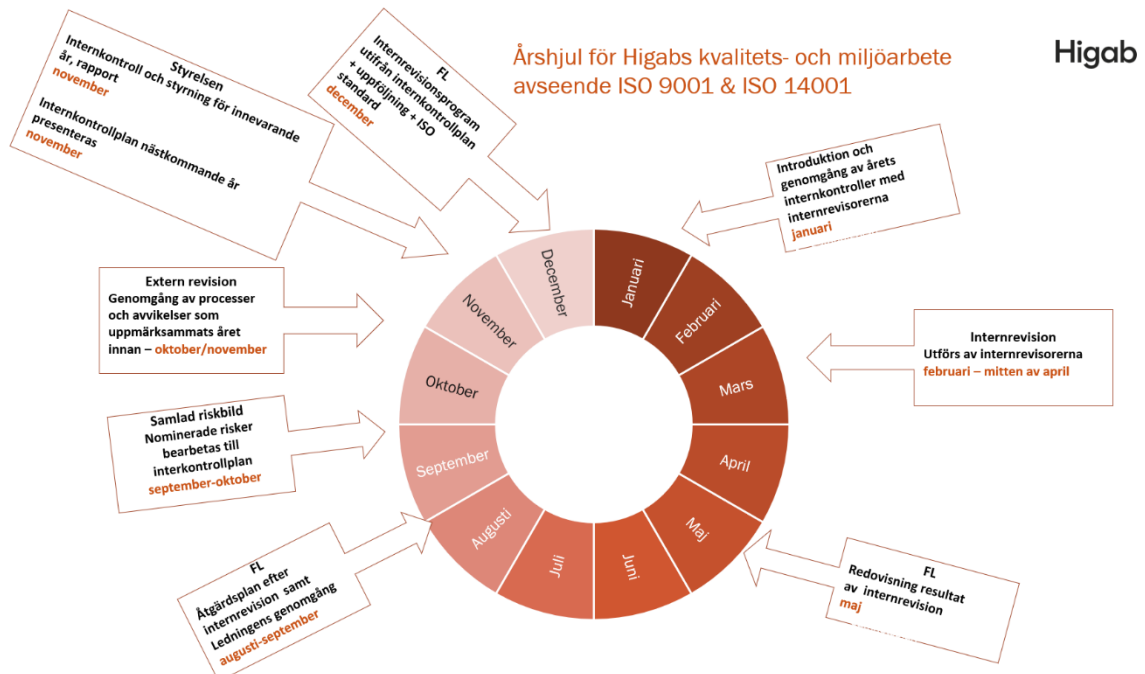 Årshjul för Higabs kvalitets- och miljöarbete
avseende ISO 9001 & ISO 14001
Higab
Styrelsen
Internkontroll och styrning för innevarande
år, rapport
november
Internkontrollplan nästkommande år
presenteras
november
FL
Internrevisionsprogram
utifrån internkontrollplan
+ uppföljning + ISO
standard
december
Introduktion och
genomgång av årets
internkontroller med
internrevisorerna
januari
Extern revision
Genomgång av processer
och avvikelser som
uppmärksammats året
innan – oktober/november
Internrevision
Utförs av internrevisorerna
februari – mitten av april
Samlad riskbild
Nominerade risker
bearbetas till
interkontrollplan
september-oktober
FL
Åtgärdsplan efter
internrevision samt
Ledningens genomgång
augusti-september
FL
Redovisning resultat
av internrevision
maj
Januari
Februari
Mars
April
Maj
Juni
Juli
Augusti
September
Oktober
November
December